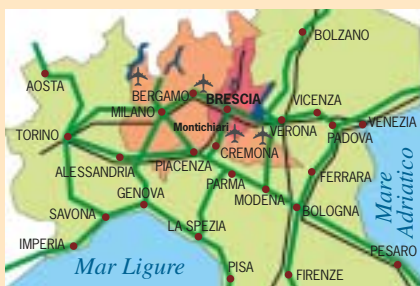 BOLZANO
AOSTA
BERGAMO
BRESCIA
VICENZA
MILANO
VENEZIA
TORINO
Montichiari
VERONA
PADOVA
CREMONA
ALESSANDRIA
PIACENZA
PARMA
FERRARA
GENOVA
MODENA
SAVONA
BOLOGNA
LA SPEZIA
IMPERIA
PESARO
Mare
Adriatico
Mar Ligure
PISA
FIRENZE